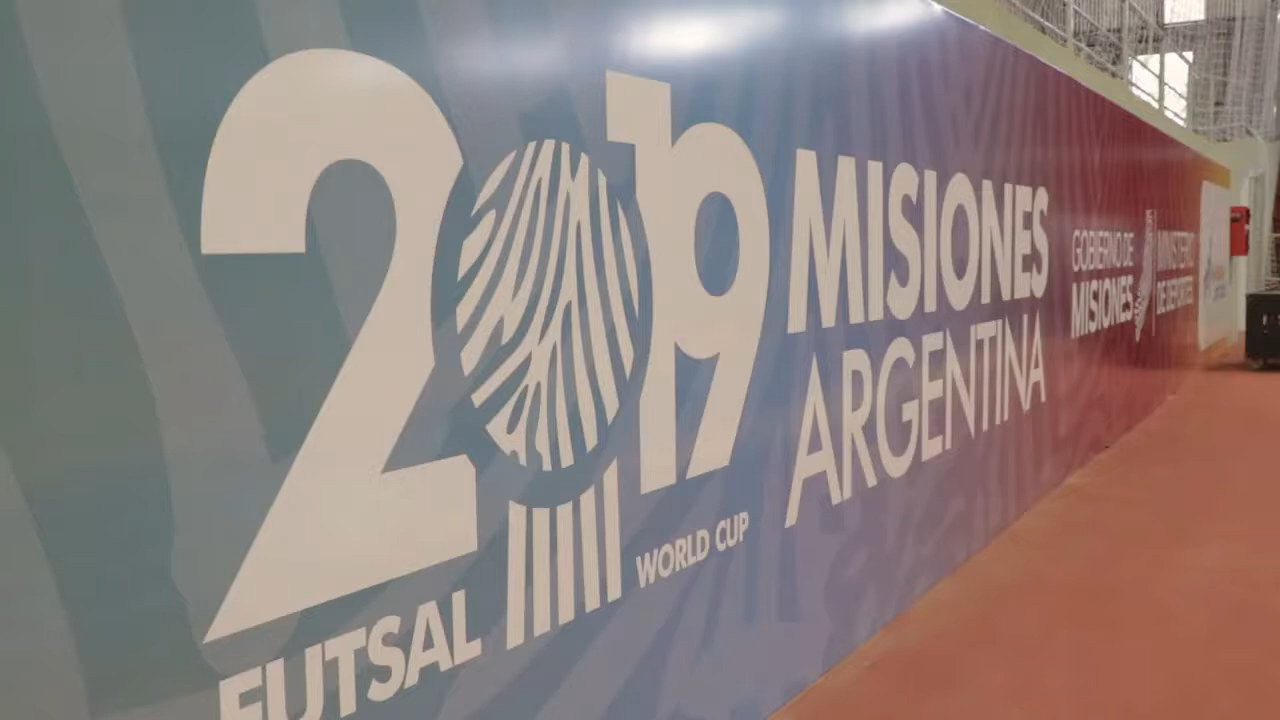 2019
FUTSAL WORLD CUP
MISIONES
ARGENTINA
GOBIERNO DE
MISIONES
MINISTERIO
DE DEPORTES